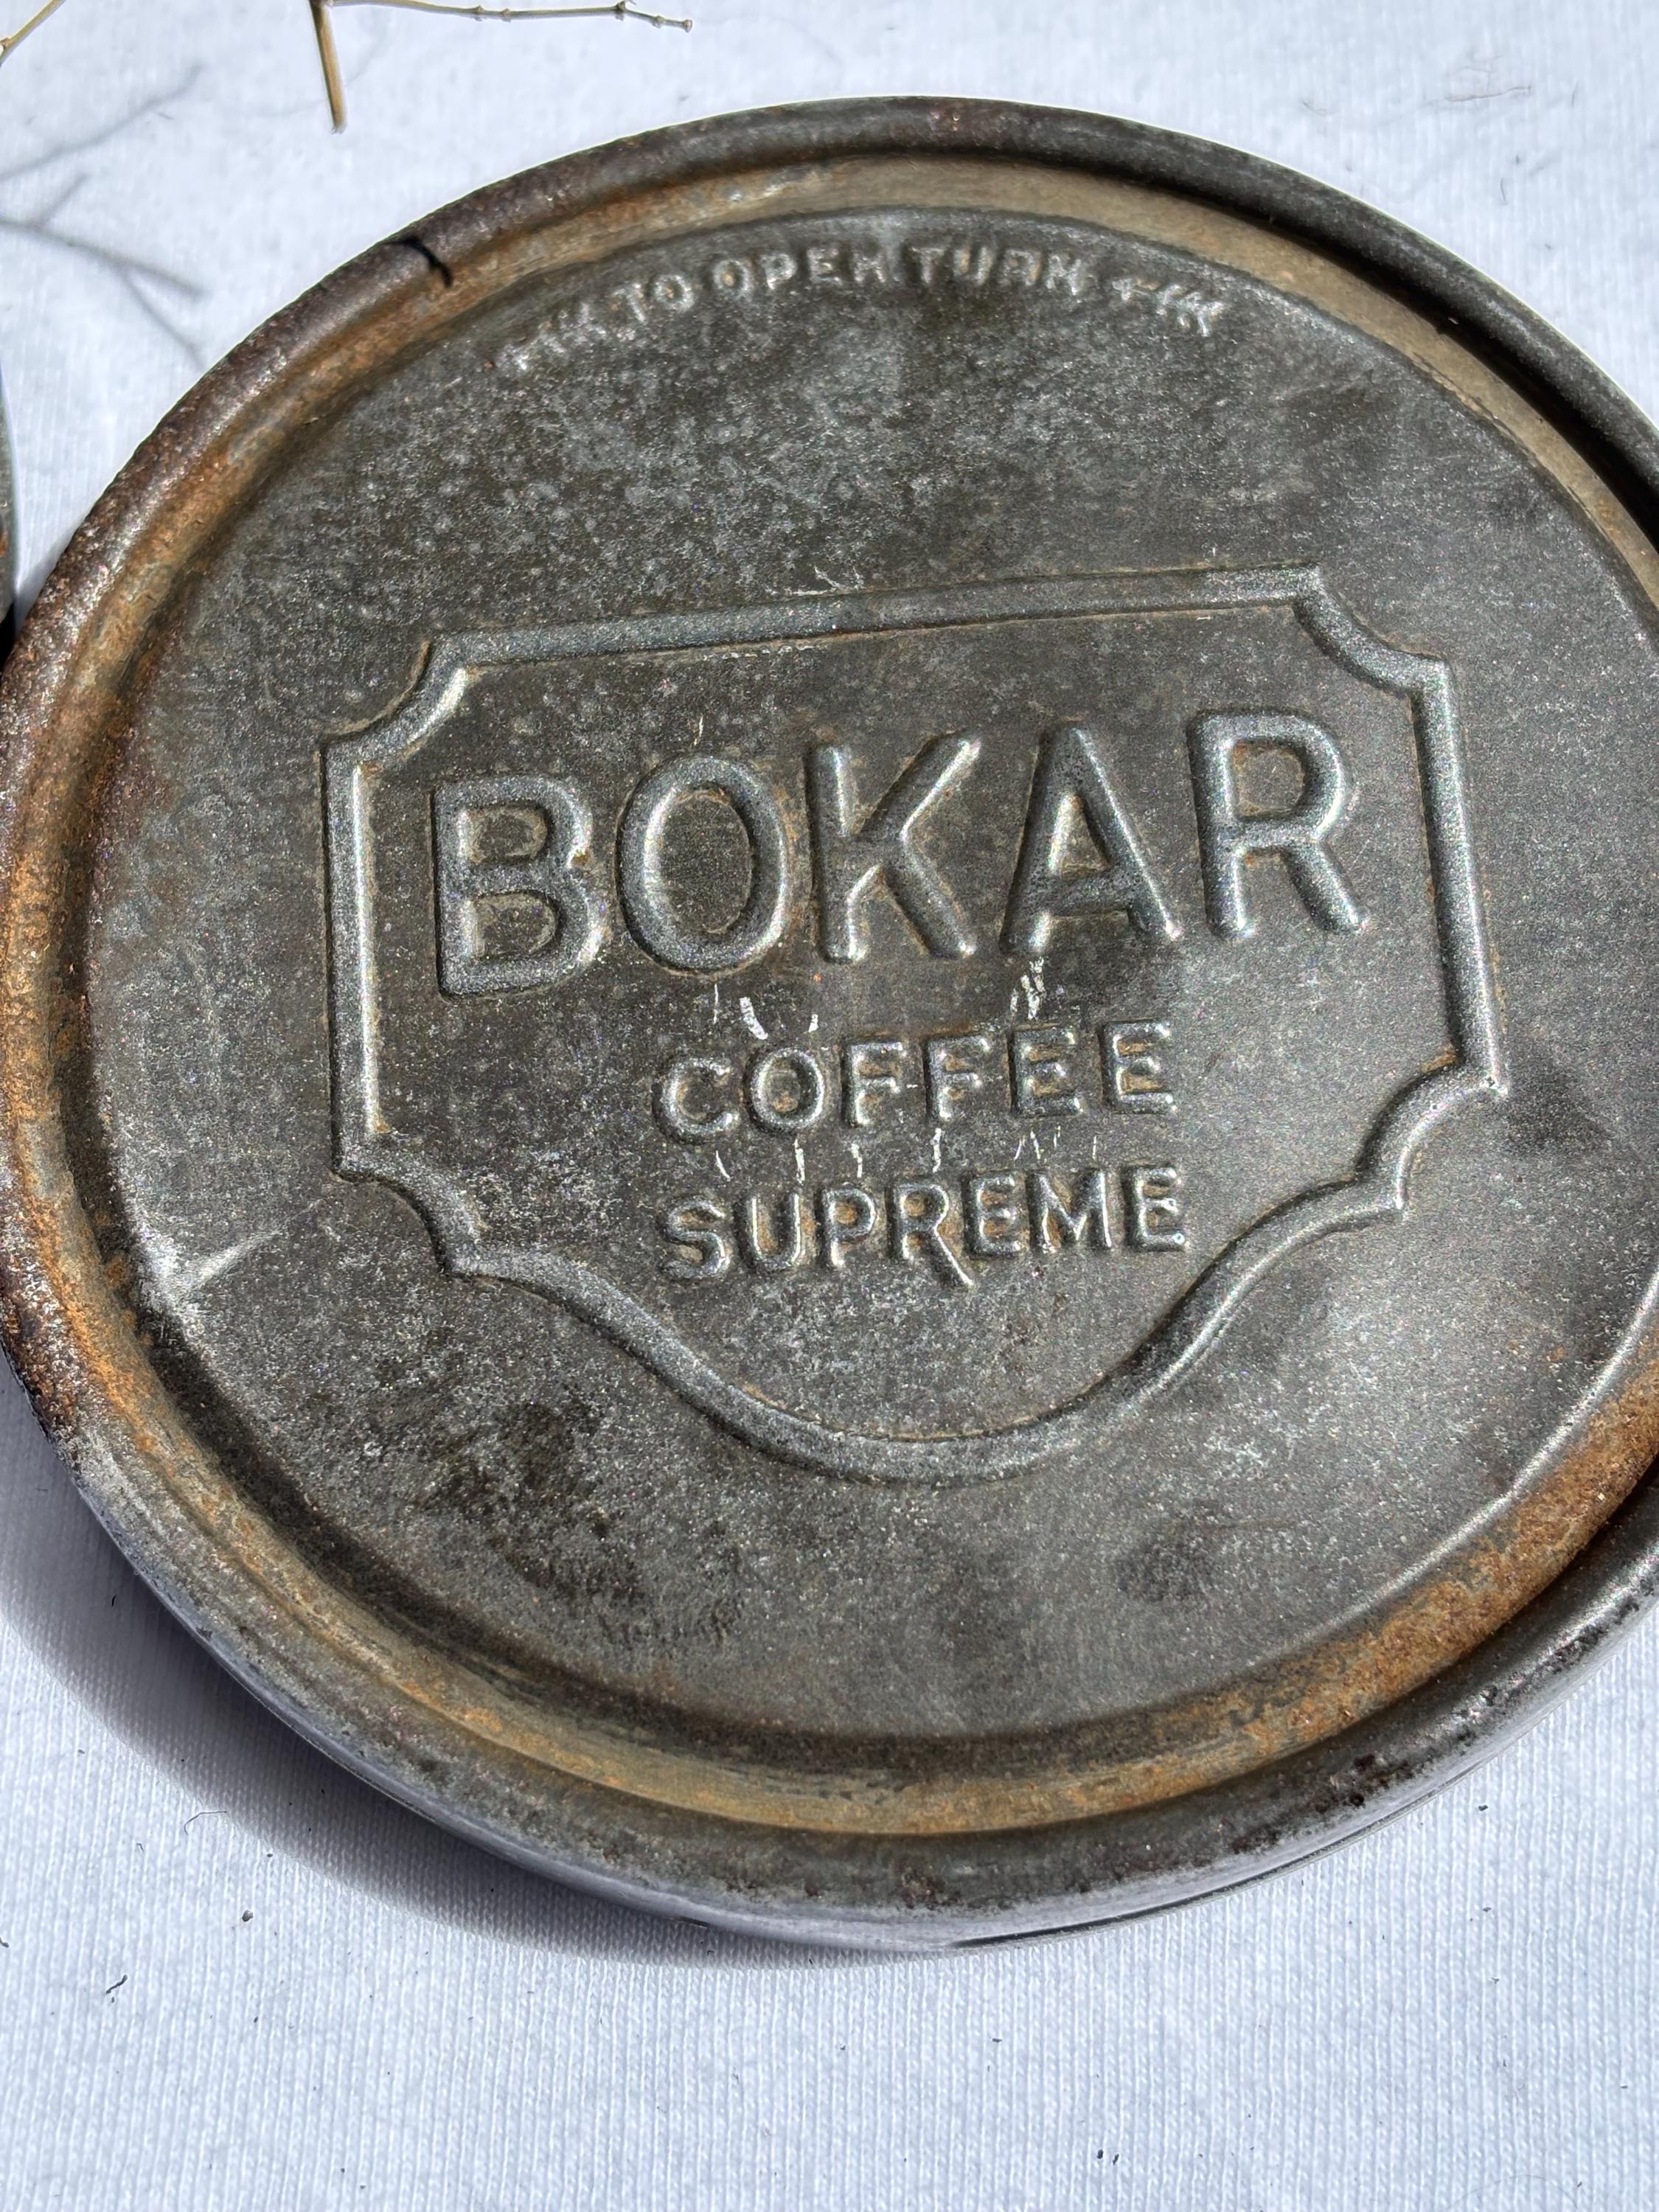 TO OPEN TURN
BOKAR
COFFEE
SUPREME